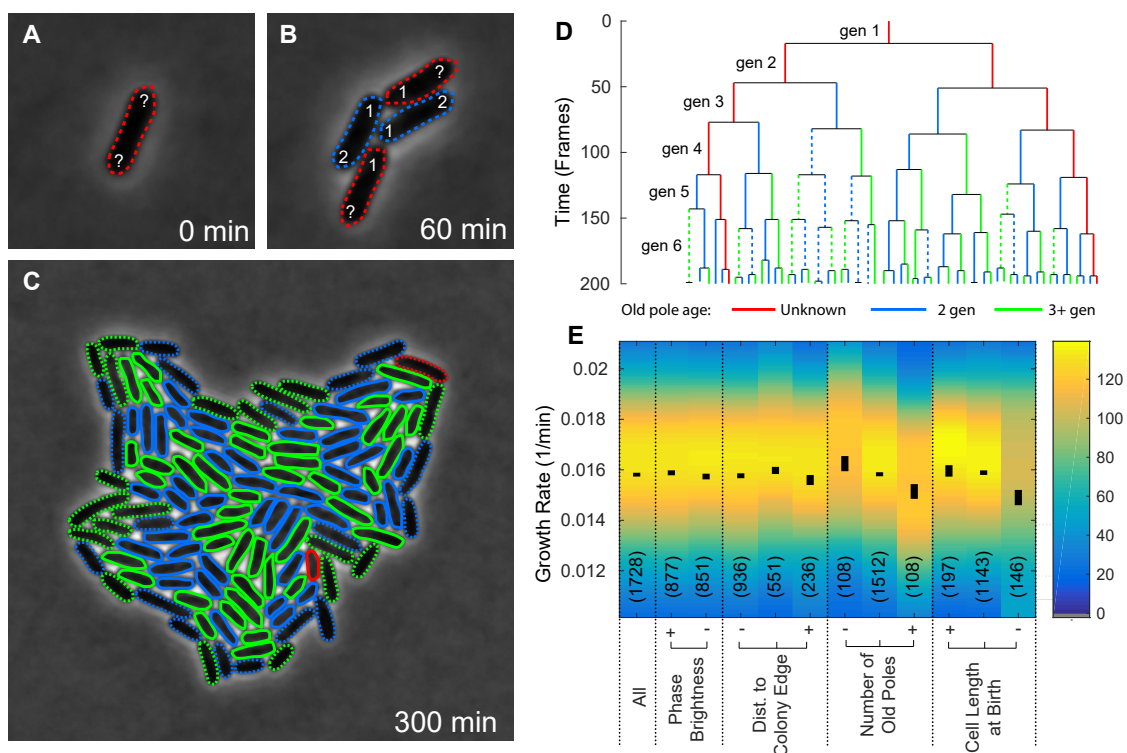 A
?
?
0 min
B
?
1
2
1
1
2
1
?
60 min
C
300 min
D
Time (Frames)
0
50
100
150
200
gen 1
gen 2
gen 3
gen 4
gen 5
gen 6
Old pole age:
Unknown
2 gen
3+ gen
E
Growth Rate (1/min)
0.02
0.018
0.016
0.014
0.012
(1728)
(877)
(851)
(936)
(551)
(236)
(108)
(1512)
(108)
(197)
(1143)
(146)
120
100
80
60
40
20
0
+
-
-
+
-
+
+
-
All
Phase
Brightness
Dist. to
Colony Edge
Number of
Old Poles
Cell Length
at Birth